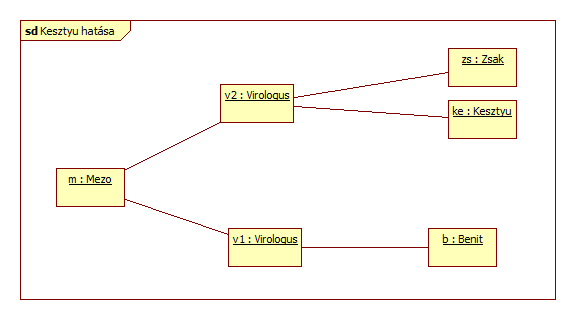 sd Kesztyu hatása
zs : Zsak
v2 : Virologus
ke : Kesztyu
m : Mezo
v1 : Virologus
b : Benit